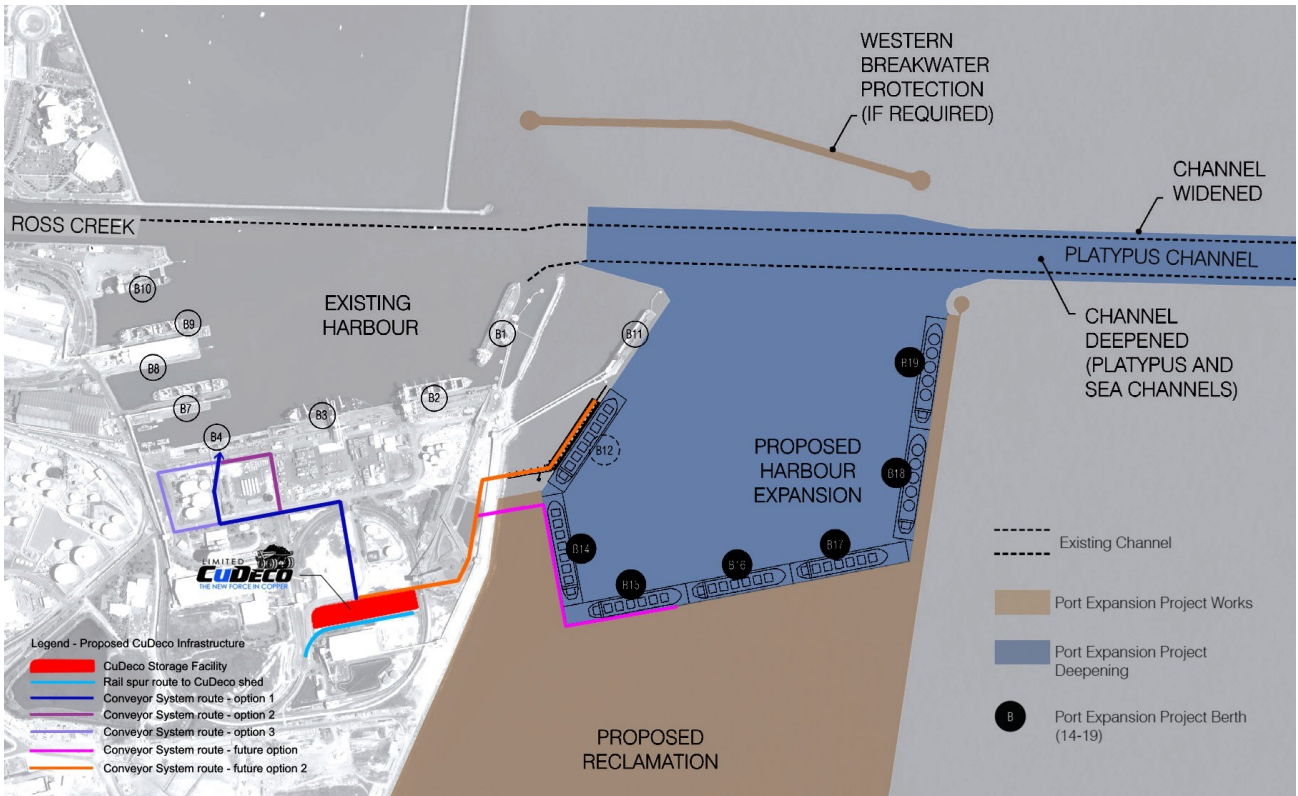 WESTERN
BREAKWATER
PROTECTION
(IF REQUIRED)
CHANNEL
WIDENED
ROSS CREEK
PLATYPUS CHANNEL
B10
EXISTING
HARBOUR
B9
B1
B11
CHANNEL
DEEPENED
(PLATYPUS AND
SEA CHANNELS)
B8
B19
B7
B3
B2
B4
B12
PROPOSED
HARBOUR
EXPANSION
B18
LIMITED
CuDeco
THE NEW FORCE IN COPPER
B14
B15
B16
B17
Existing Channel
Port Expansion Project Works
Port Expansion Project
Deepening
B
Port Expansion Project Berth
(14-19)
Legend - Proposed CuDeco Infrastructure
CuDeco Storage Facility
Rail spur route to CuDeco shed
Conveyor System route - option 1
Conveyor System route - option 2
Conveyor System route - option 3
Conveyor System route - future option
Conveyor System route - future option 2
PROPOSED
RECLAMATION